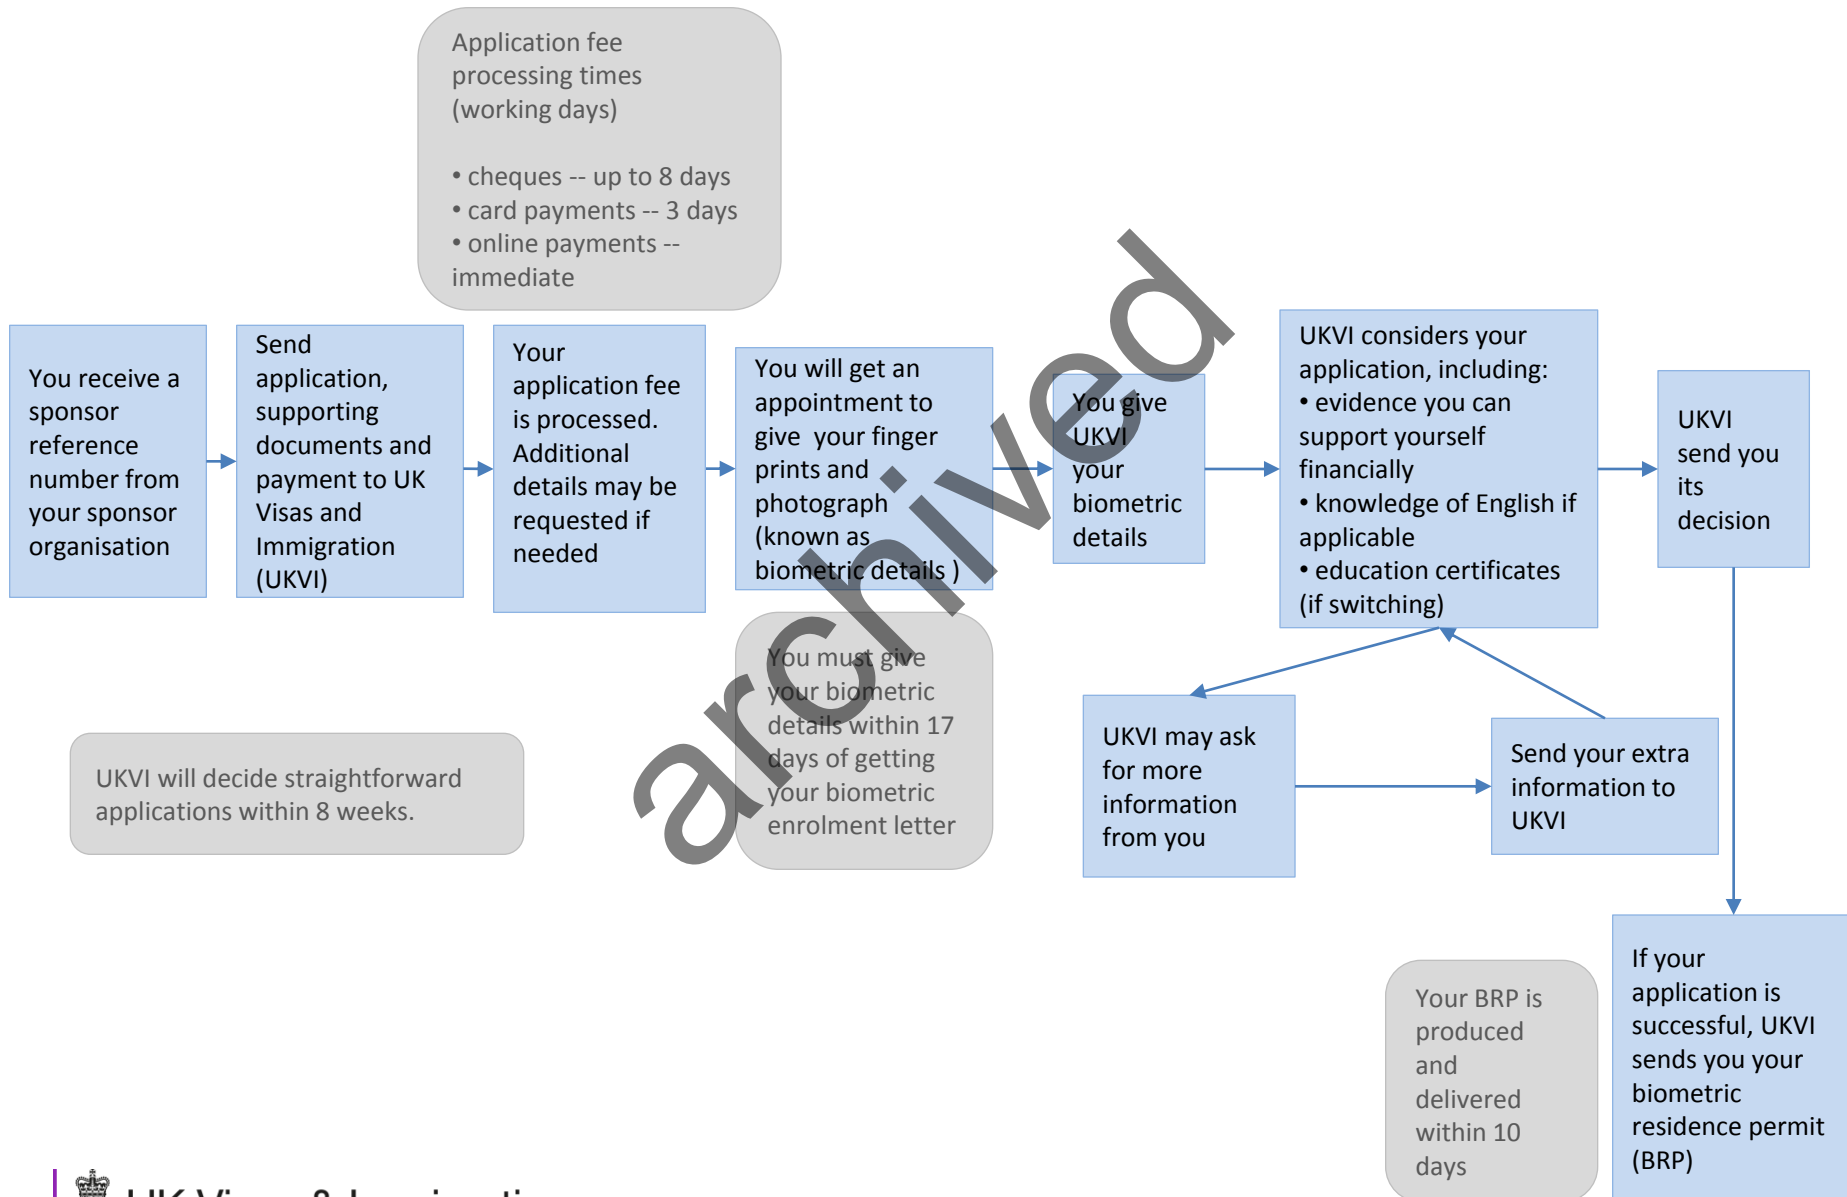 Application fee
processing times
(working days)
• cheques -- up to 8 days
• card payments -- 3 days
• online payments --
immediate
You receive a
sponsor
reference
number from
your sponsor
organisation
Send
application,
supporting
documents and
payment to UK
Visas and
Immigration
(UKVI)
Your
application fee
is processed.
Additional
details may be
requested if
needed
You will get an
appointment to
give  your finger
prints and
photograph
(known as
biometric details )
You give
UKVI
your
biometric
details
UKVI considers your
application, including:
• evidence you can
support yourself
financially
• knowledge of English if
applicable
• education certificates
(if switching)
UKVI
send you
its
decision
archived
You must give
your biometric
details within 17
days of getting
your biometric
enrolment letter
UKVI will decide straightforward
applications within 8 weeks.
UKVI may ask
for more
information
from you
Send your extra
information to
UKVI
Your BRP is
produced
and
delivered
within 10
days
If your
application is
successful, UKVI
sends you your
biometric
residence permit
(BRP)